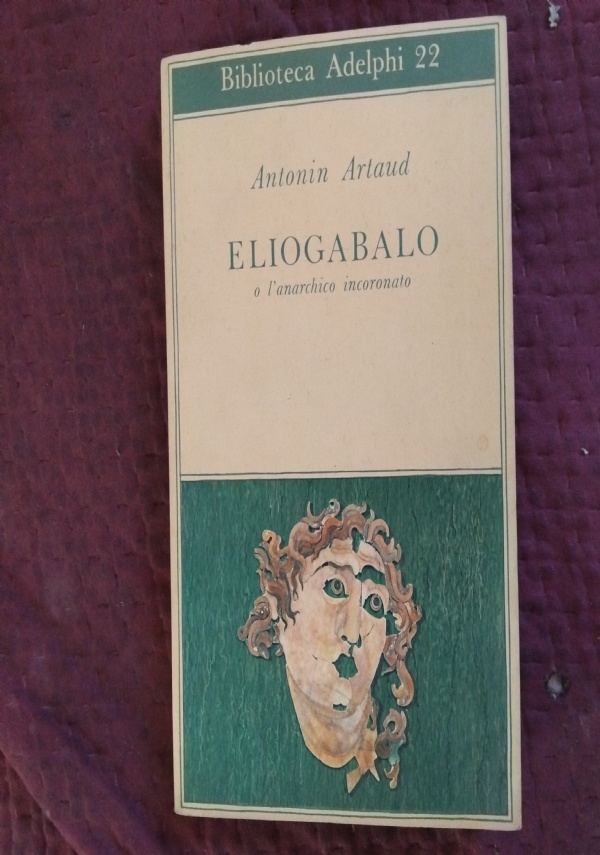 Biblioteca Adelphi 22
Antonin Artaud
ELIOGABALO
o l'anarchico incoronato